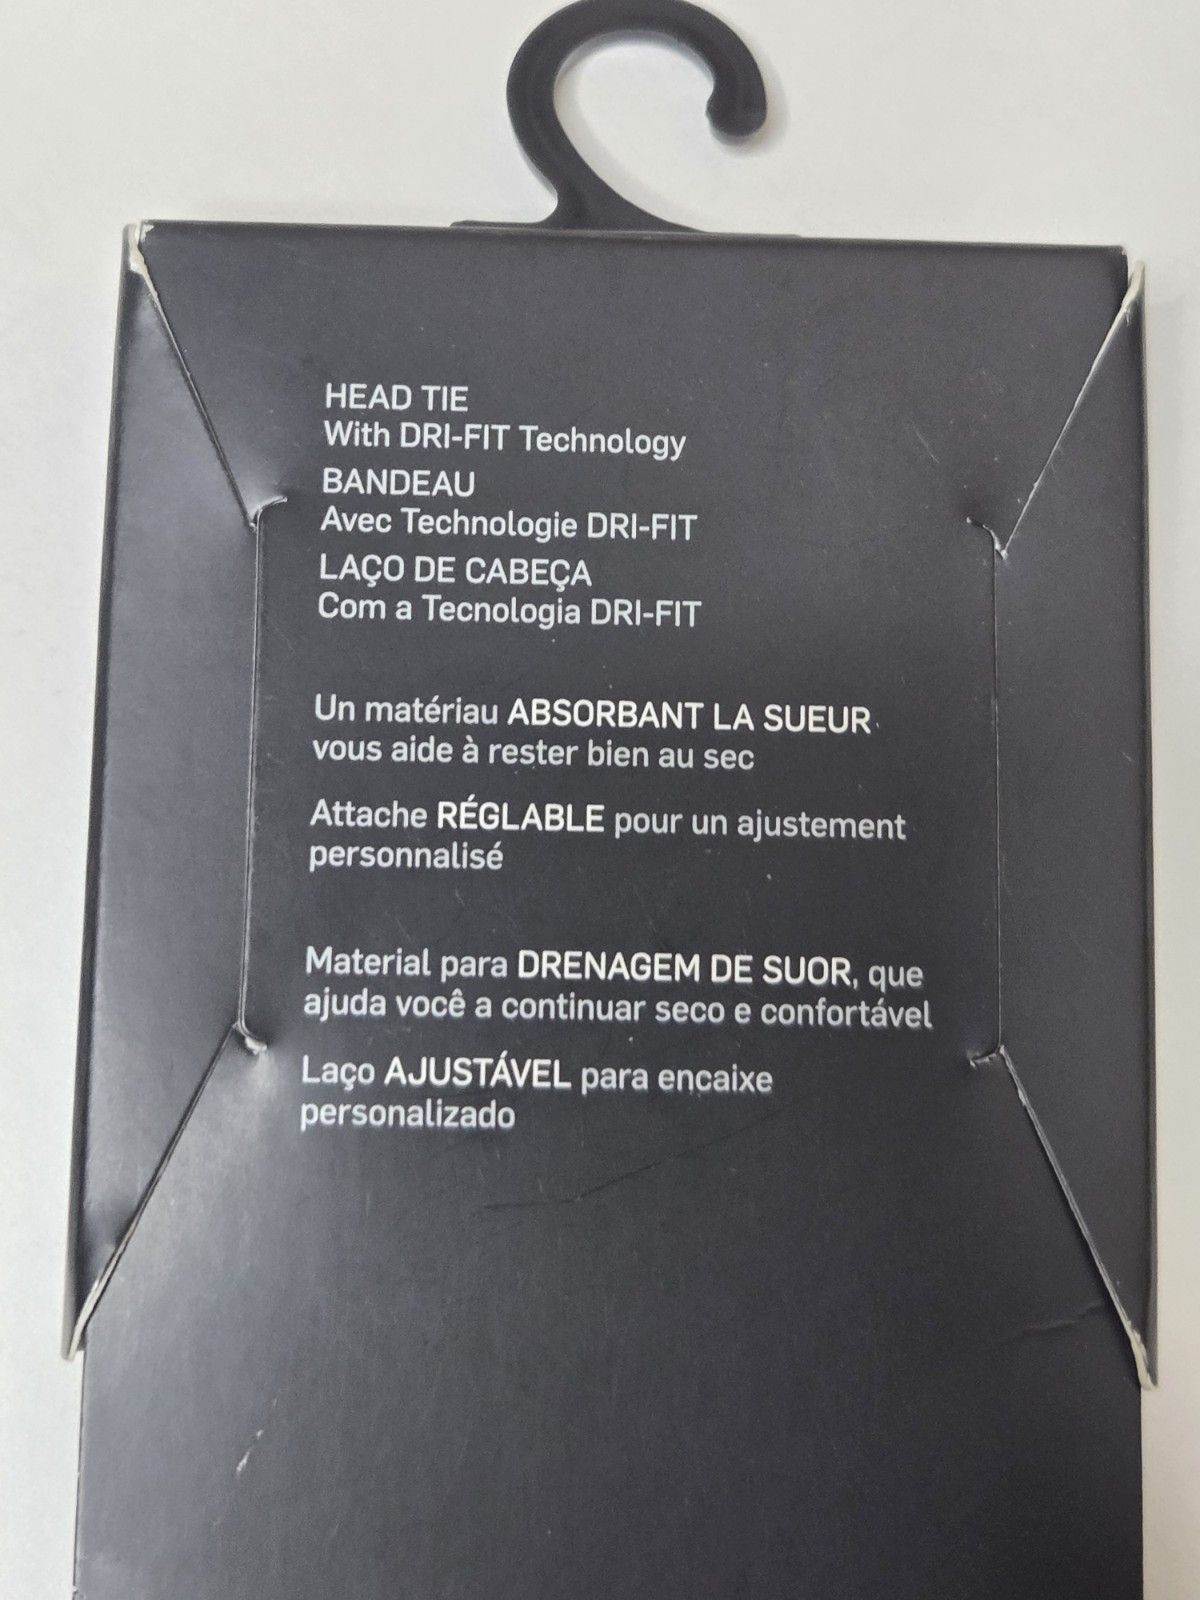 HEAD TIE
With DRI-FIT Technology
BANDEAU
Avec Technologie DRI-FIT
LAÇO DE CABEÇA
Com a Tecnologia DRI-FIT
Un matériau ABSORBANT LA SUEUR
vous aide à rester bien au sec
Attache RÉGLABLE pour un ajustement
personnalisé
Material para DRENAGEM DE SUOR, que
ajuda você a continuar seco e confortável
Laço AJUSTÁVEL para encaixe
personalizado